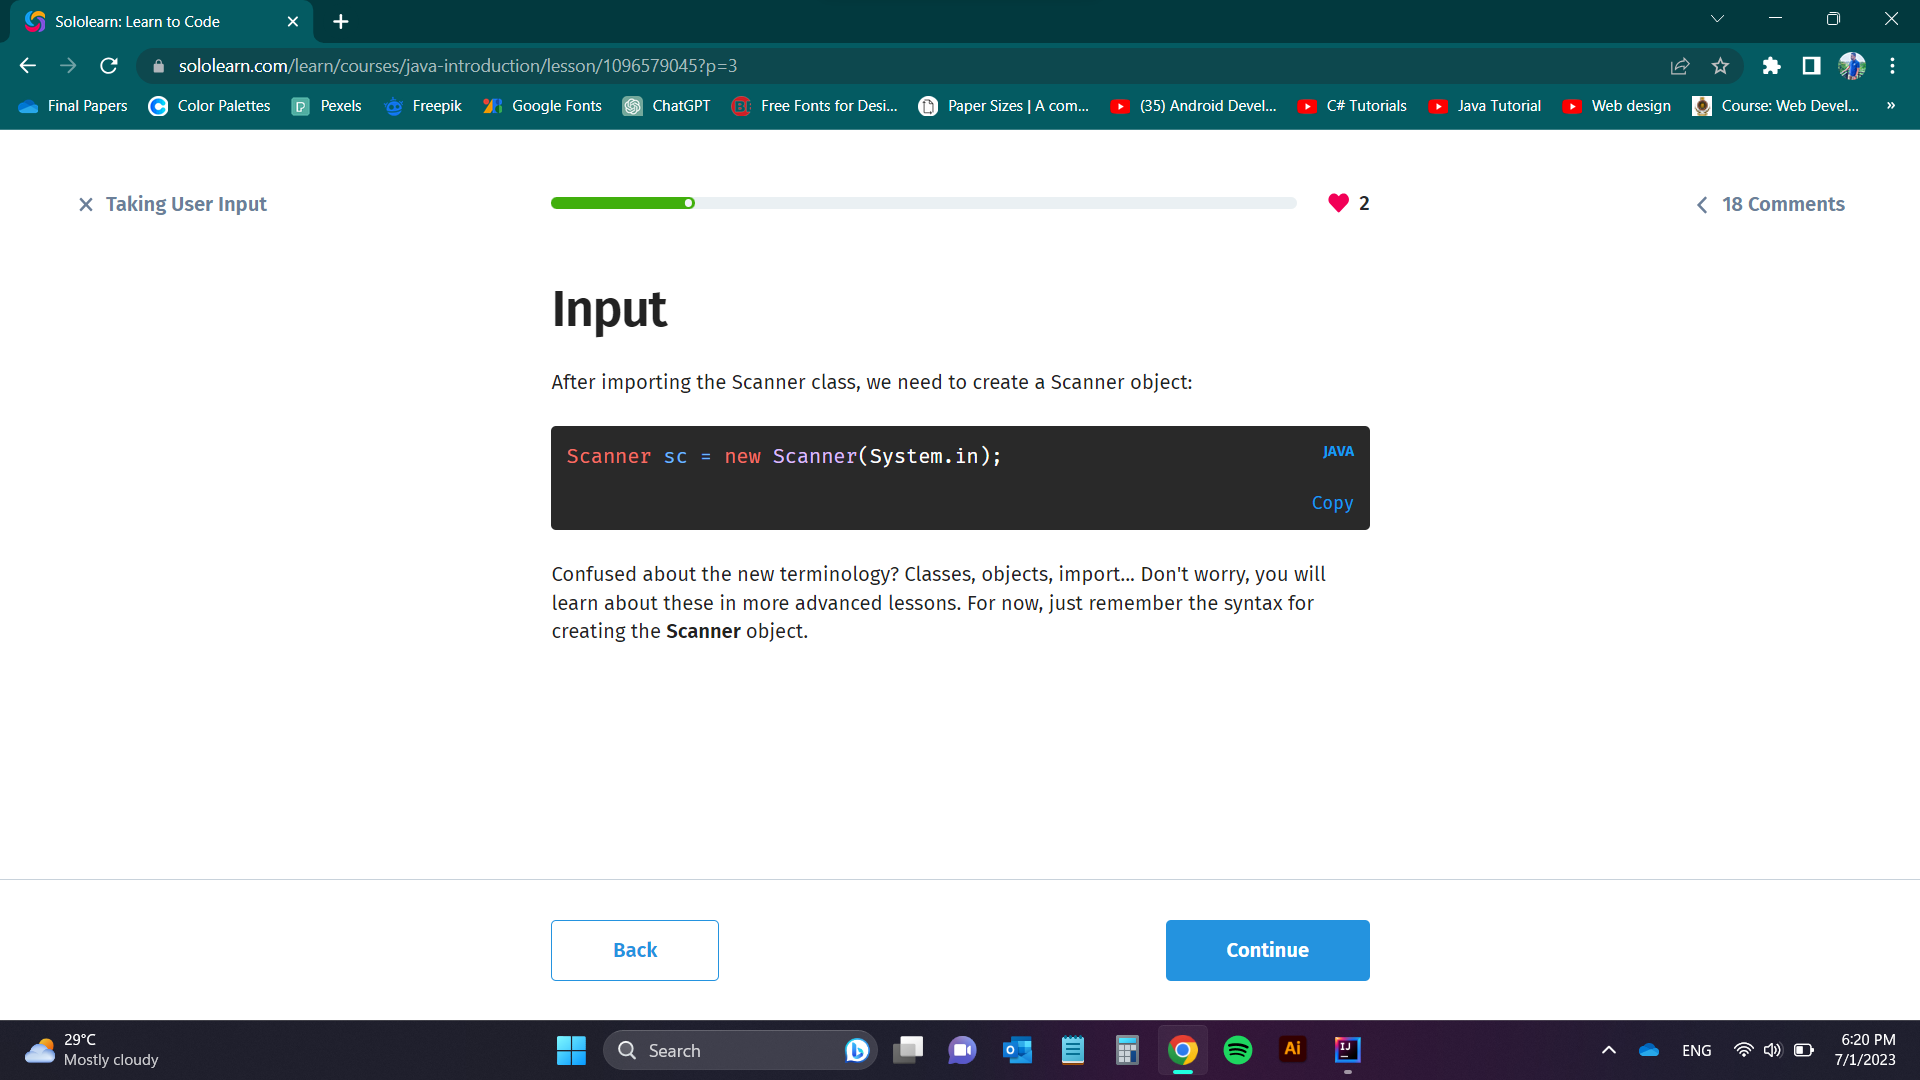 Sololearn: Learn to Code
sololearn.com/learn/courses/java-introduction/lesson/1096579045?p=3
Final Papers
Color Palettes
Pexels
Freepik
Google Fonts
ChatGPT
Free Fonts for Desi...
Paper Sizes | A com...
(35) Android Devel...
C# Tutorials
Java Tutorial
Web design
Course: Web Devel...
»
Taking User Input
2
18 Comments
Input
After importing the Scanner class, we need to create a Scanner object:
Scanner sc = new Scanner(System.in);
JAVA
Copy
Confused about the new terminology? Classes, objects, import... Don't worry, you will
learn about these in more advanced lessons. For now, just remember the syntax for
creating the Scanner object.
Back
Continue
29°C
Mostly cloudy
Search
Ai
IJ
ENG
6:20 PM
7/1/2023